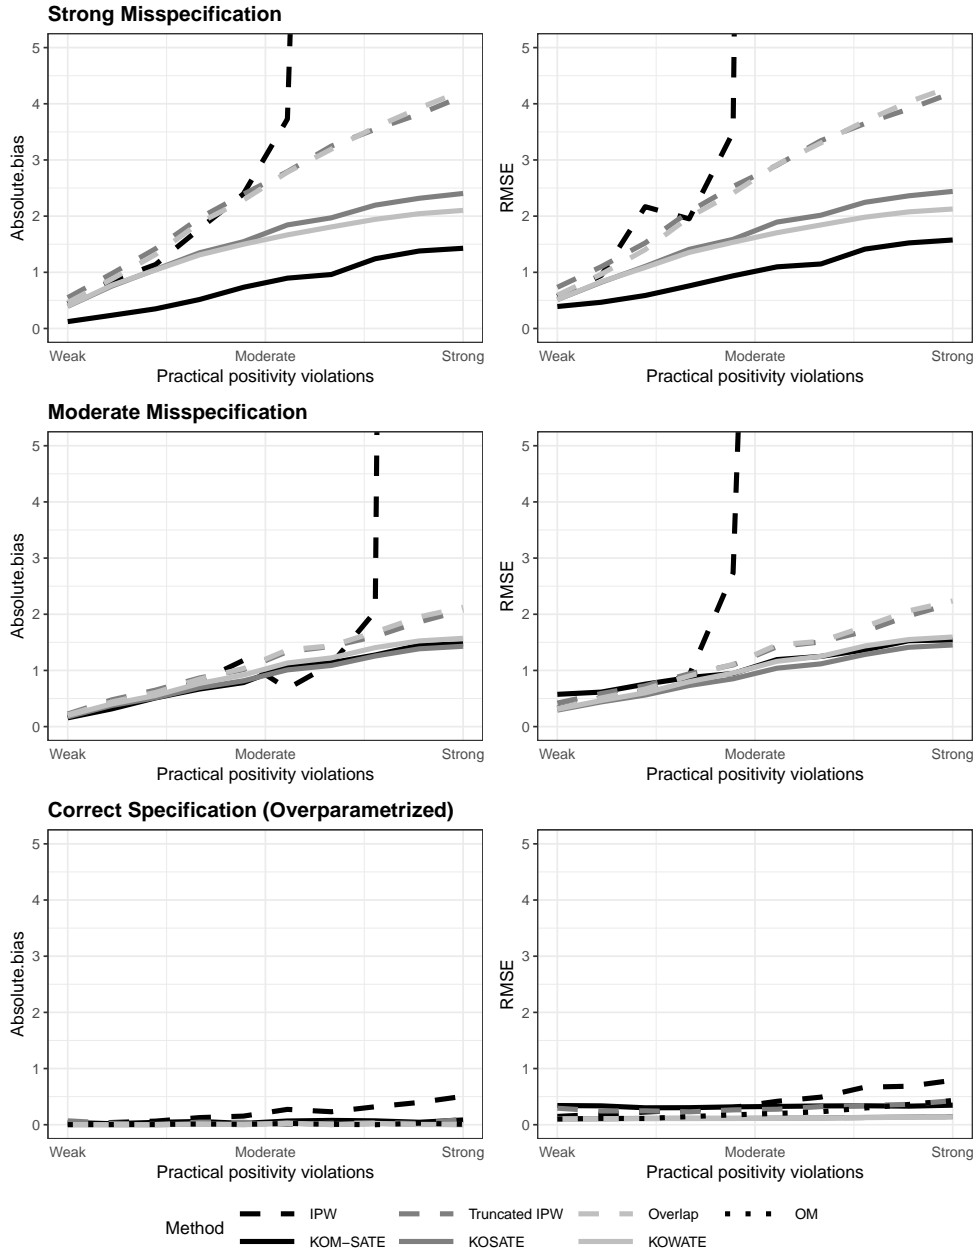 Strong Misspecification
5
4
3
2
1
0
Absolute.bias
Weak
Moderate
Strong
Practical positivity violations
5
4
3
2
1
0
RMSE
Weak
Moderate
Strong
Practical positivity violations
Moderate Misspecification
5
4
3
2
1
0
Absolute.bias
Weak
Moderate
Strong
Practical positivity violations
5
4
3
2
1
0
RMSE
Weak
Moderate
Strong
Practical positivity violations
Correct Specification (Overparametrized)
5
4
3
2
1
0
Absolute.bias
Weak
Moderate
Strong
Practical positivity violations
5
4
3
2
1
0
RMSE
Weak
Moderate
Strong
Practical positivity violations
Method
IPW
Truncated IPW
Overlap
OM
KOM−SATE
KOSATE
KOWATE